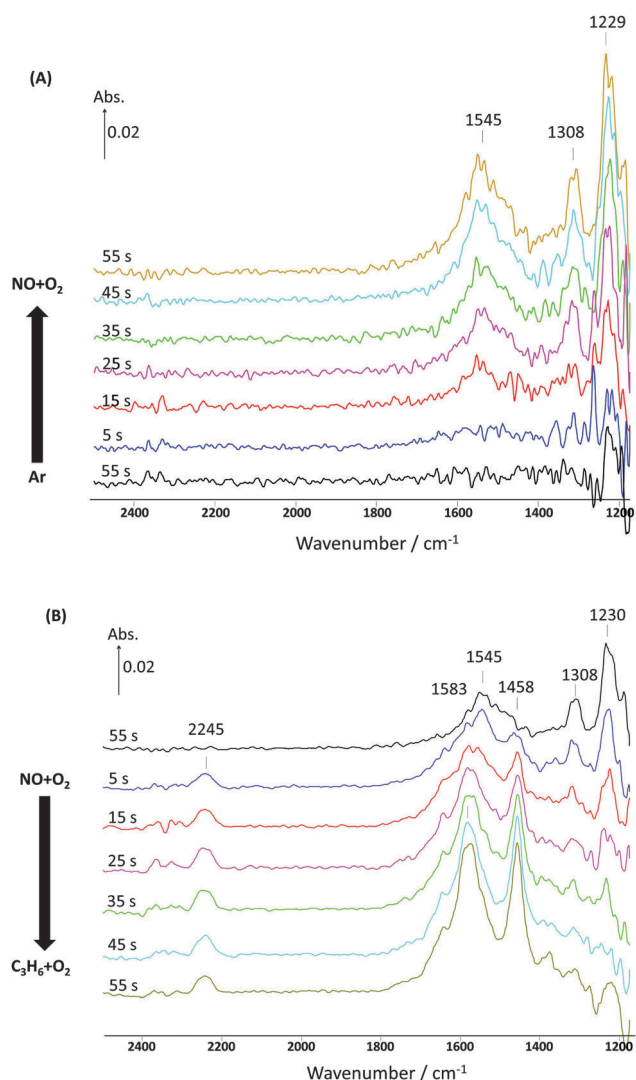 1229
(A)
Abs.
0.02
1545
1308
55 s
NO+O₂
45 s
35 s
25 s
15 s
5 s
55 s
Ar
2400 2200 2000 1800 1600 1400 1200
Wavenumber / cm⁻¹
(B)
1230
Abs.
0.02
1545
1583 1458 1308
2245
55 s
NO+O₂
5 s
15 s
25 s
35 s
45 s
C₃H₆+O₂
55 s
2400 2200 2000 1800 1600 1400 1200
Wavenumber / cm⁻¹